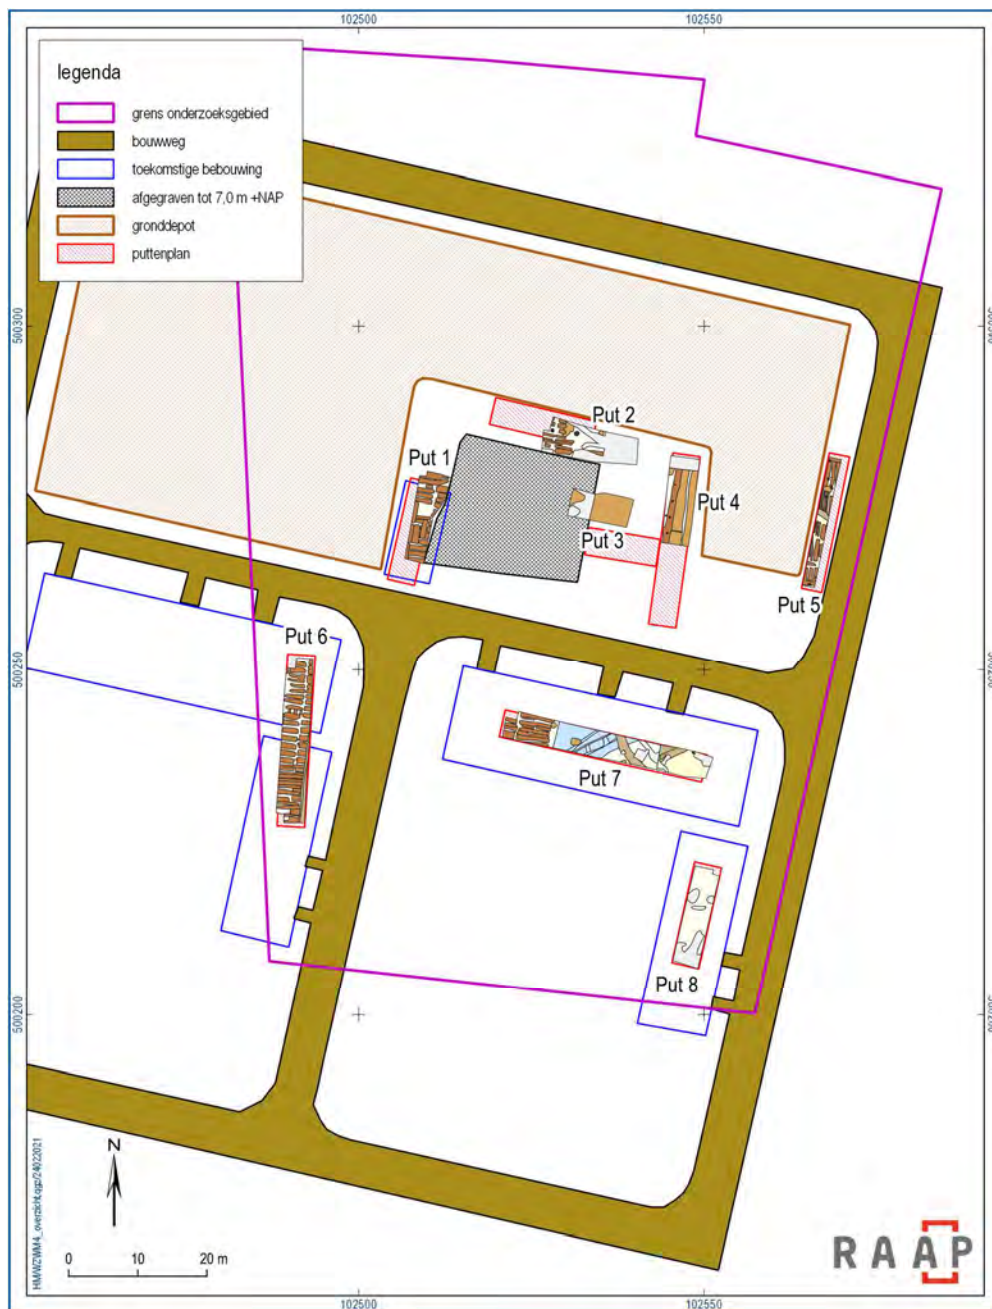 102500
102550
legenda
grens onderzoeksgebied
bouwweg
toekomstige bebouwing
afgegraven tot 7,0 m +NAP
gronddepot
puttenplan
500300
Put 2
Put 1
Put 4
Put 3
Put 5
Put 6
500250
Put 7
Put 8
500200
N
0 10 20 m
RAAP
102500
102550